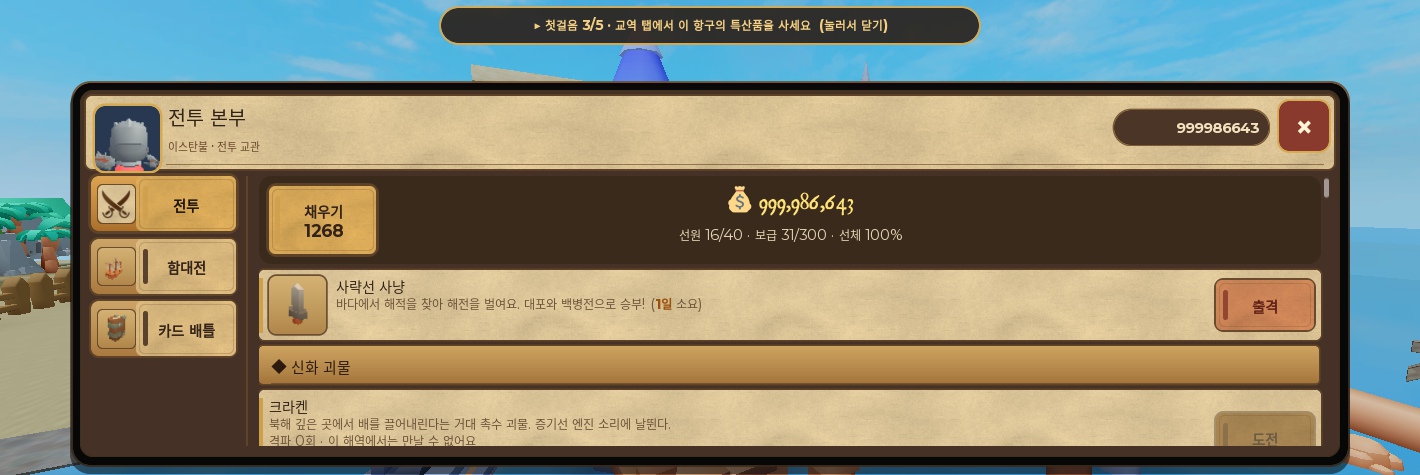 ▸ 첫걸음 3/5 · 교역 탭에서 이 항구의 특산품을 사세요 (눌러서 닫기)
전투 본부
이스탄불 · 전투 교관
999986643
×
전투
함대전
카드 배틀
채우기
1268
$ 999,986,643
선원 16/40 · 보급 31/300 · 선체 100%
사략선 사냥
바다에서 해적을 찾아 해전을 벌여요. 대포와 백병전으로 승부! (1일 소요)
출격
◆ 신화 괴물
크라켄
북해 깊은 곳에서 배를 끌어내린다는 거대 촉수 괴물. 증기선 엔진 소리에 날뛴다.
격파 0회 · 이 해역에서는 만날 수 없어요
도전